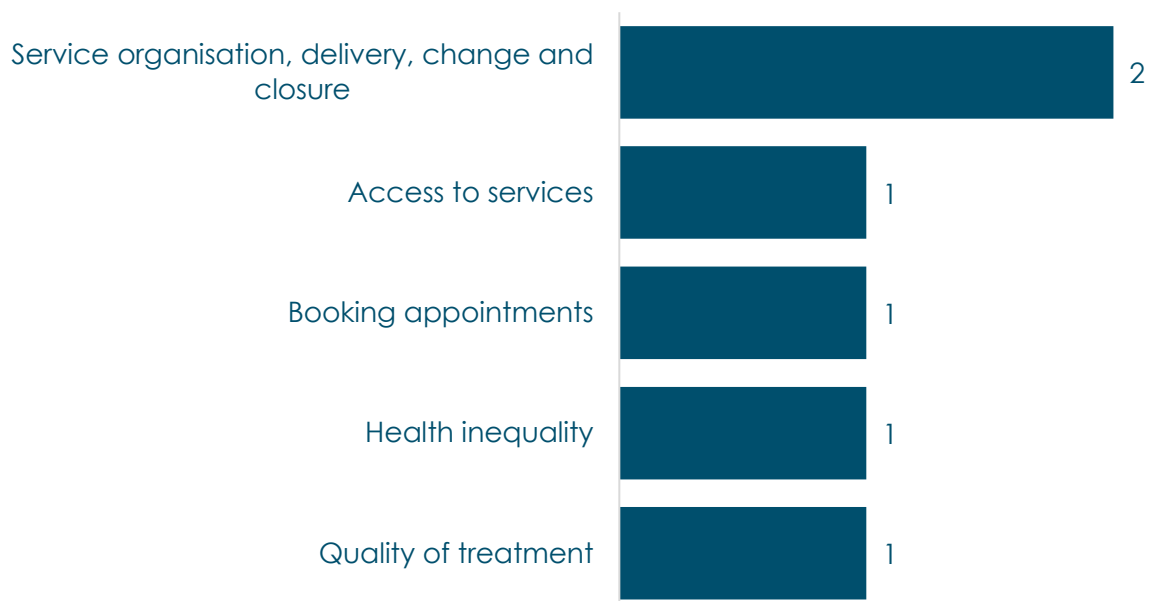 Service organisation, delivery, change and
closure
2
Access to services
1
Booking appointments
1
Health inequality
1
Quality of treatment
1